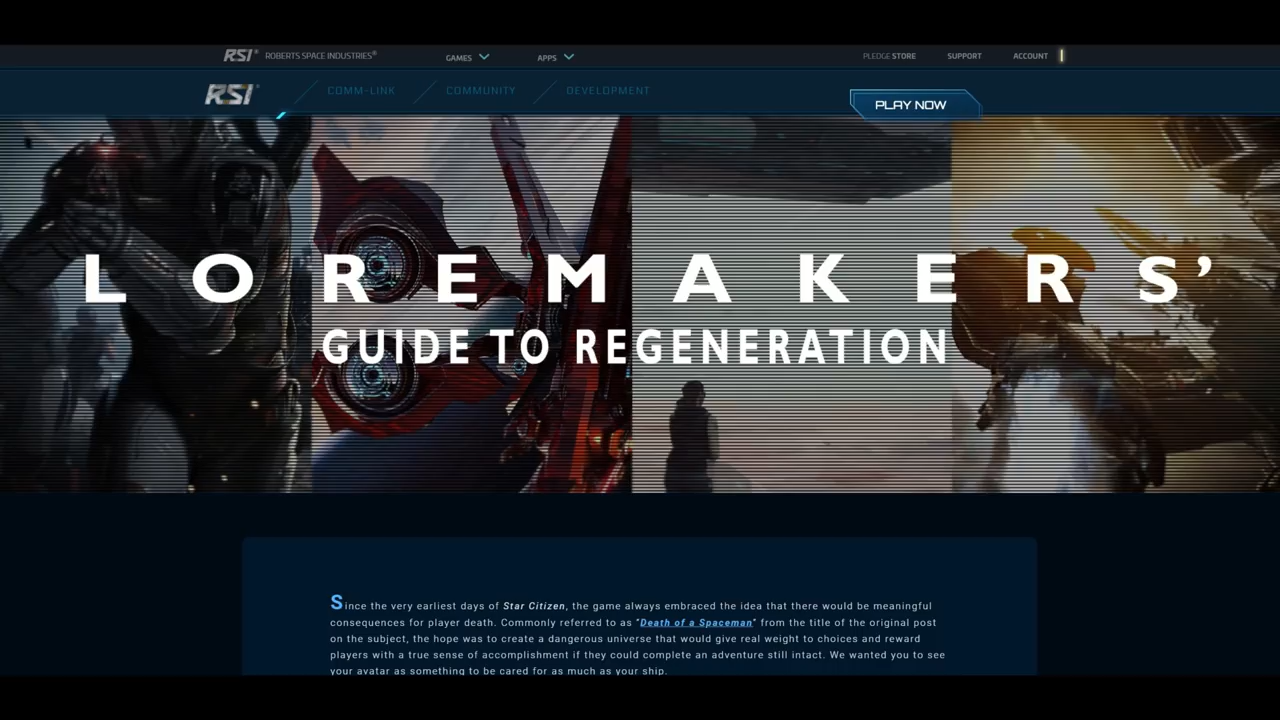 RSI® ROBERTS SPACE INDUSTRIES® GAMES APPS PLEDGE STORE SUPPORT ACCOUNT
RSI® COMM-LINK COMMUNITY DEVELOPMENT PLAY NOW
LOREMAKERS’
GUIDE TO REGENERATION
Since the very earliest days of Star Citizen, the game always embraced the idea that there would be meaningful
consequences for player death. Commonly referred to as "Death of a Spaceman" from the title of the original post
on the subject, the hope was to create a dangerous universe that would give real weight to choices and reward
players with a true sense of accomplishment if they could complete an adventure still intact. We wanted you to see
your avatar as something to be cared for as much as your ship.